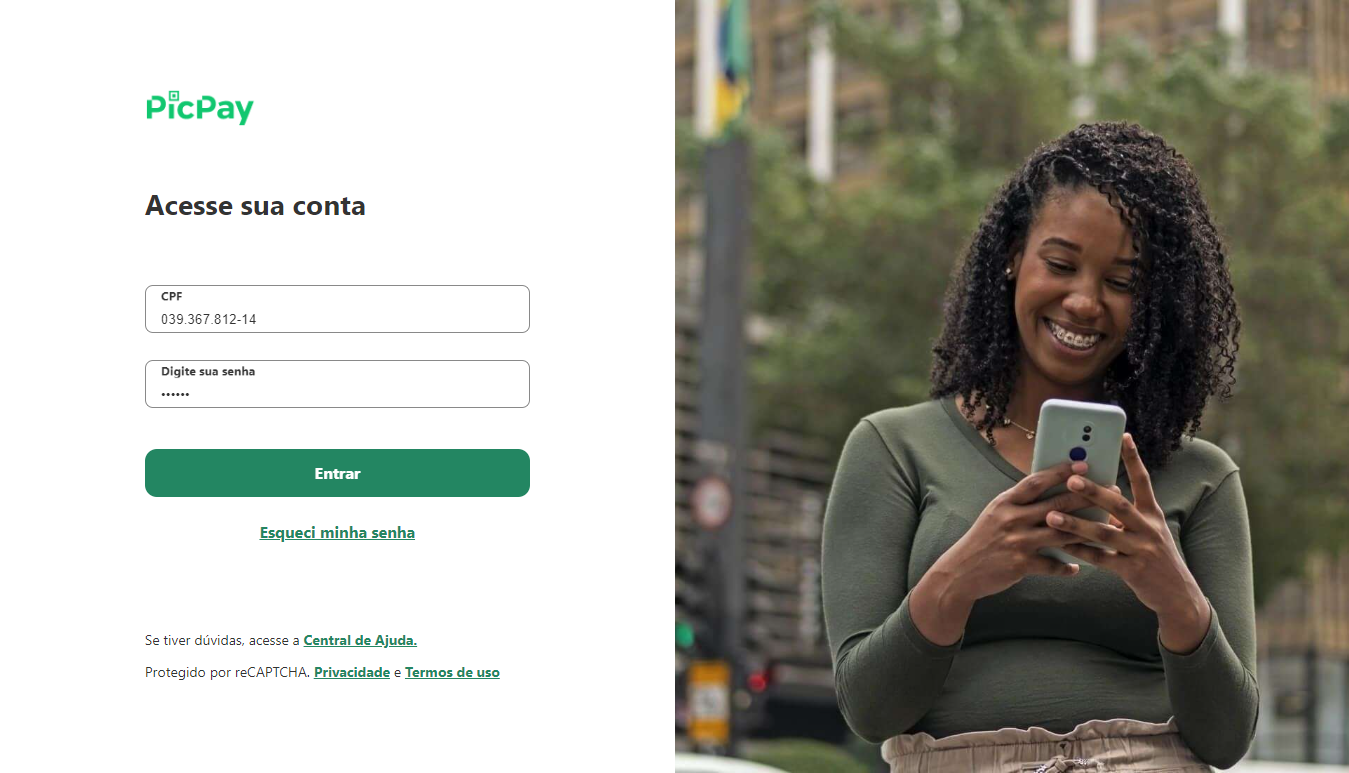 PicPay
Acesse sua conta
CPF
039.367.812-14
Digite sua senha
••••••
Entrar
Esqueci minha senha
Se tiver dúvidas, acesse a Central de Ajuda.
Protegido por reCAPTCHA. Privacidade e Termos de uso